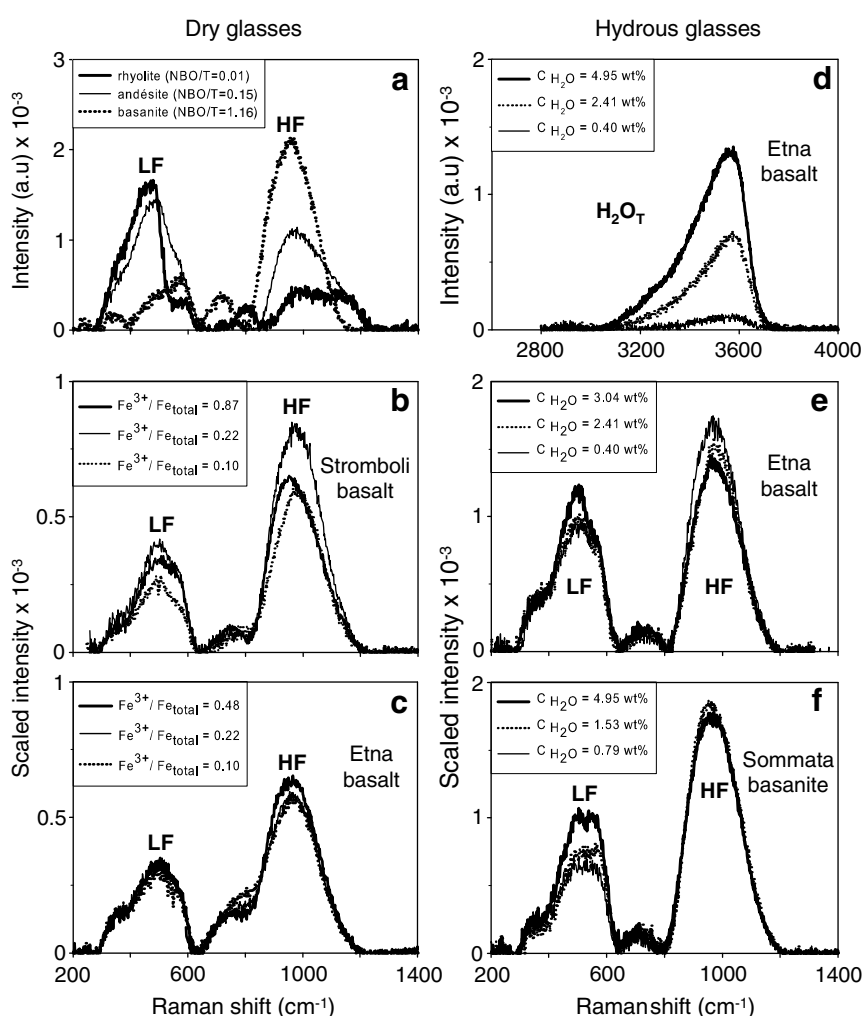 Dry glasses
Hydrous glasses
3
2
1
0
Intensity (a.u) x 10-3
rhyolite (NBO/T=0.01)
andésite (NBO/T=0.15)
basanite (NBO/T=1.16)
a
LF
HF
2
1
0
Intensity (a.u) x 10-3
C H2O = 4.95 wt%
C H2O = 2.41 wt%
C H2O = 0.40 wt%
d
Etna
basalt
H2OT
2800 3200 3600 4000
1
0.5
0
Fe3+/ Fetotal = 0.87
Fe3+/ Fetotal = 0.22
Fe3+/ Fetotal = 0.10
b
HF
Stromboli
basalt
LF
2
1
0
C H2O = 3.04 wt%
C H2O = 2.41 wt%
C H2O = 0.40 wt%
e
Etna
basalt
LF
HF
Scaled intensity x 10-3
1
0.5
0
Fe3+/ Fetotal = 0.48
Fe3+/ Fetotal = 0.22
Fe3+/ Fetotal = 0.10
c
HF
Etna
basalt
LF
200 600 1000 1400
Raman shift (cm-1)
Scaled intensity x 10-3
2
1
0
C H2O = 4.95 wt%
C H2O = 1.53 wt%
C H2O = 0.79 wt%
f
Sommata
basanite
LF
HF
200 600 1000 1400
Raman shift (cm-1)